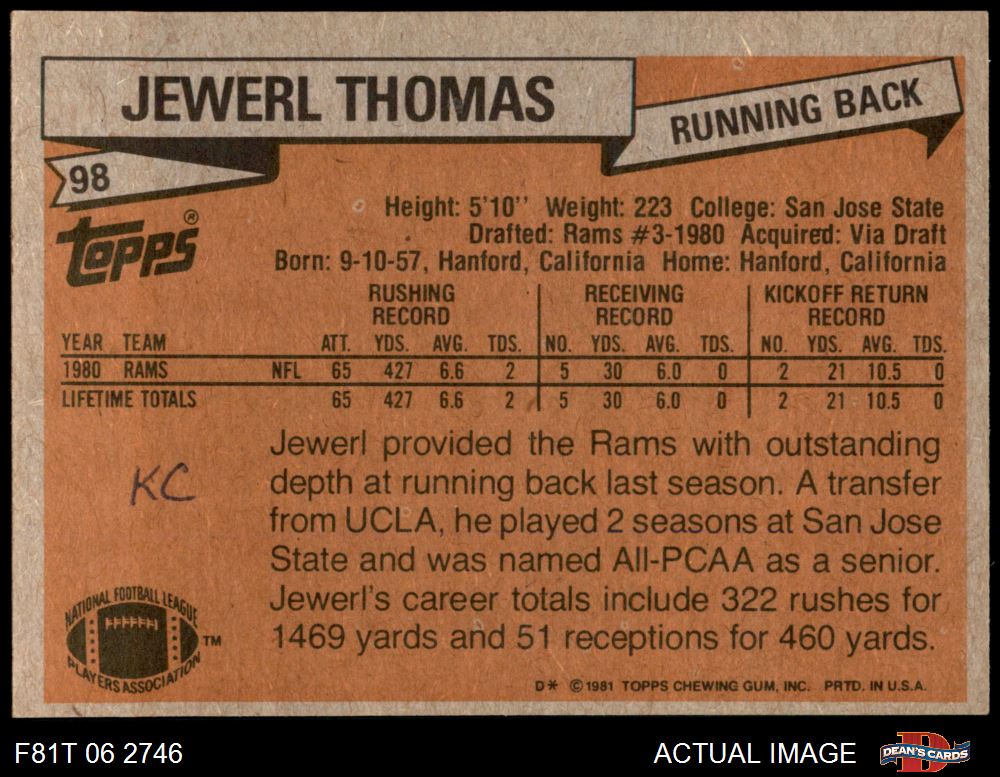 JEWERL THOMAS
RUNNING BACK
98
TOPPS®
Height: 5'10'' Weight: 223 College: San Jose State
Drafted: Rams #3-1980 Acquired: Via Draft
Born: 9-10-57, Hanford, California Home: Hanford, California
RUSHING RECORD RECEIVING RECORD KICKOFF RETURN RECORD
YEAR TEAM ATT. YDS. AVG. TDS. NO. YDS. AVG. TDS. NO. YDS. AVG. TDS.
1980 RAMS NFL 65 427 6.6 2 5 30 6.0 0 2 21 10.5 0
LIFETIME TOTALS 65 427 6.6 2 5 30 6.0 0 2 21 10.5 0
Jewerl provided the Rams with outstanding
depth at running back last season. A transfer
from UCLA, he played 2 seasons at San Jose
State and was named All-PCAA as a senior.
Jewerl's career totals include 322 rushes for
1469 yards and 51 receptions for 460 yards.
KC
NATIONAL FOOTBALL LEAGUE
PLAYERS ASSOCIATION
TM
D* ©1981 TOPPS CHEWING GUM, INC. PRTD. IN U.S.A.
F81T 06 2746
ACTUAL IMAGE
DEAN'S CARDS